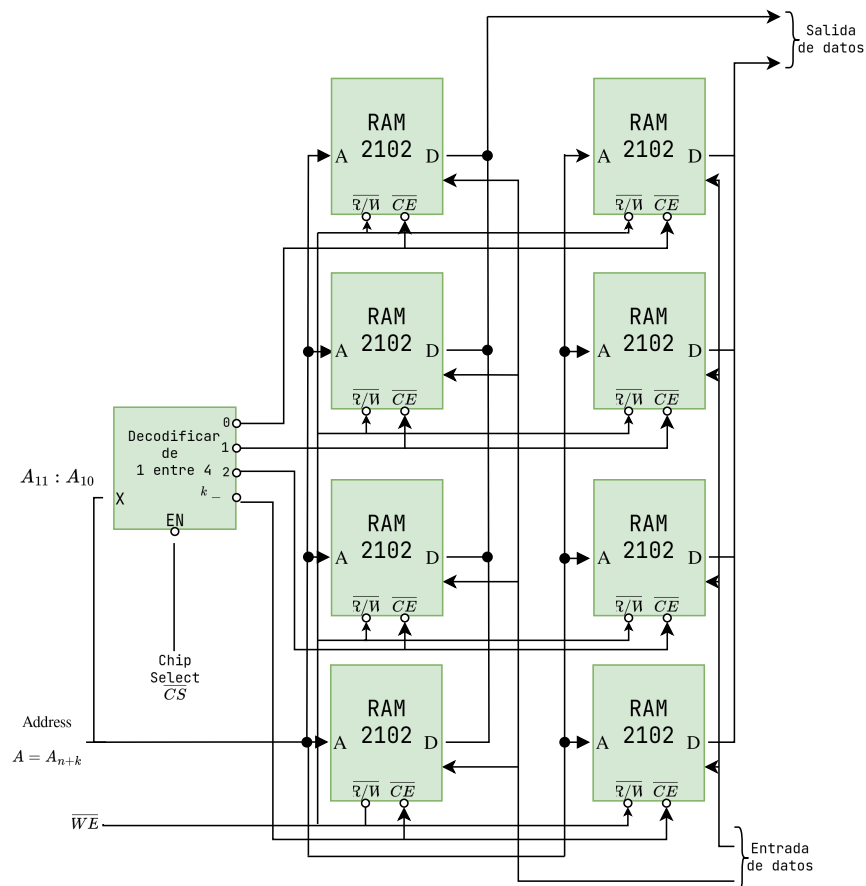 Salida
de datos
RAM
2102
A
D
R/W
CE
RAM
2102
A
D
R/W
CE
RAM
2102
A
D
R/W
CE
RAM
2102
A
D
R/W
CE
Decodificar
de
1 entre 4
0
1
2
k –
X
EN
A11 : A10
RAM
2102
A
D
R/W
CE
RAM
2102
A
D
R/W
CE
Chip
Select
CS
Address
A = An+k
RAM
2102
A
D
R/W
CE
RAM
2102
A
D
R/W
CE
WE
Entrada
de datos